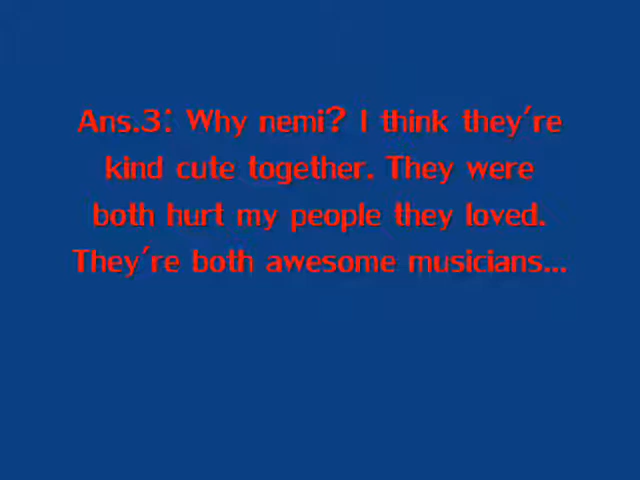 Ans.3: Why nemi? I think they're
kind cute together. They were
both hurt my people they loved.
They're both awesome musicians...